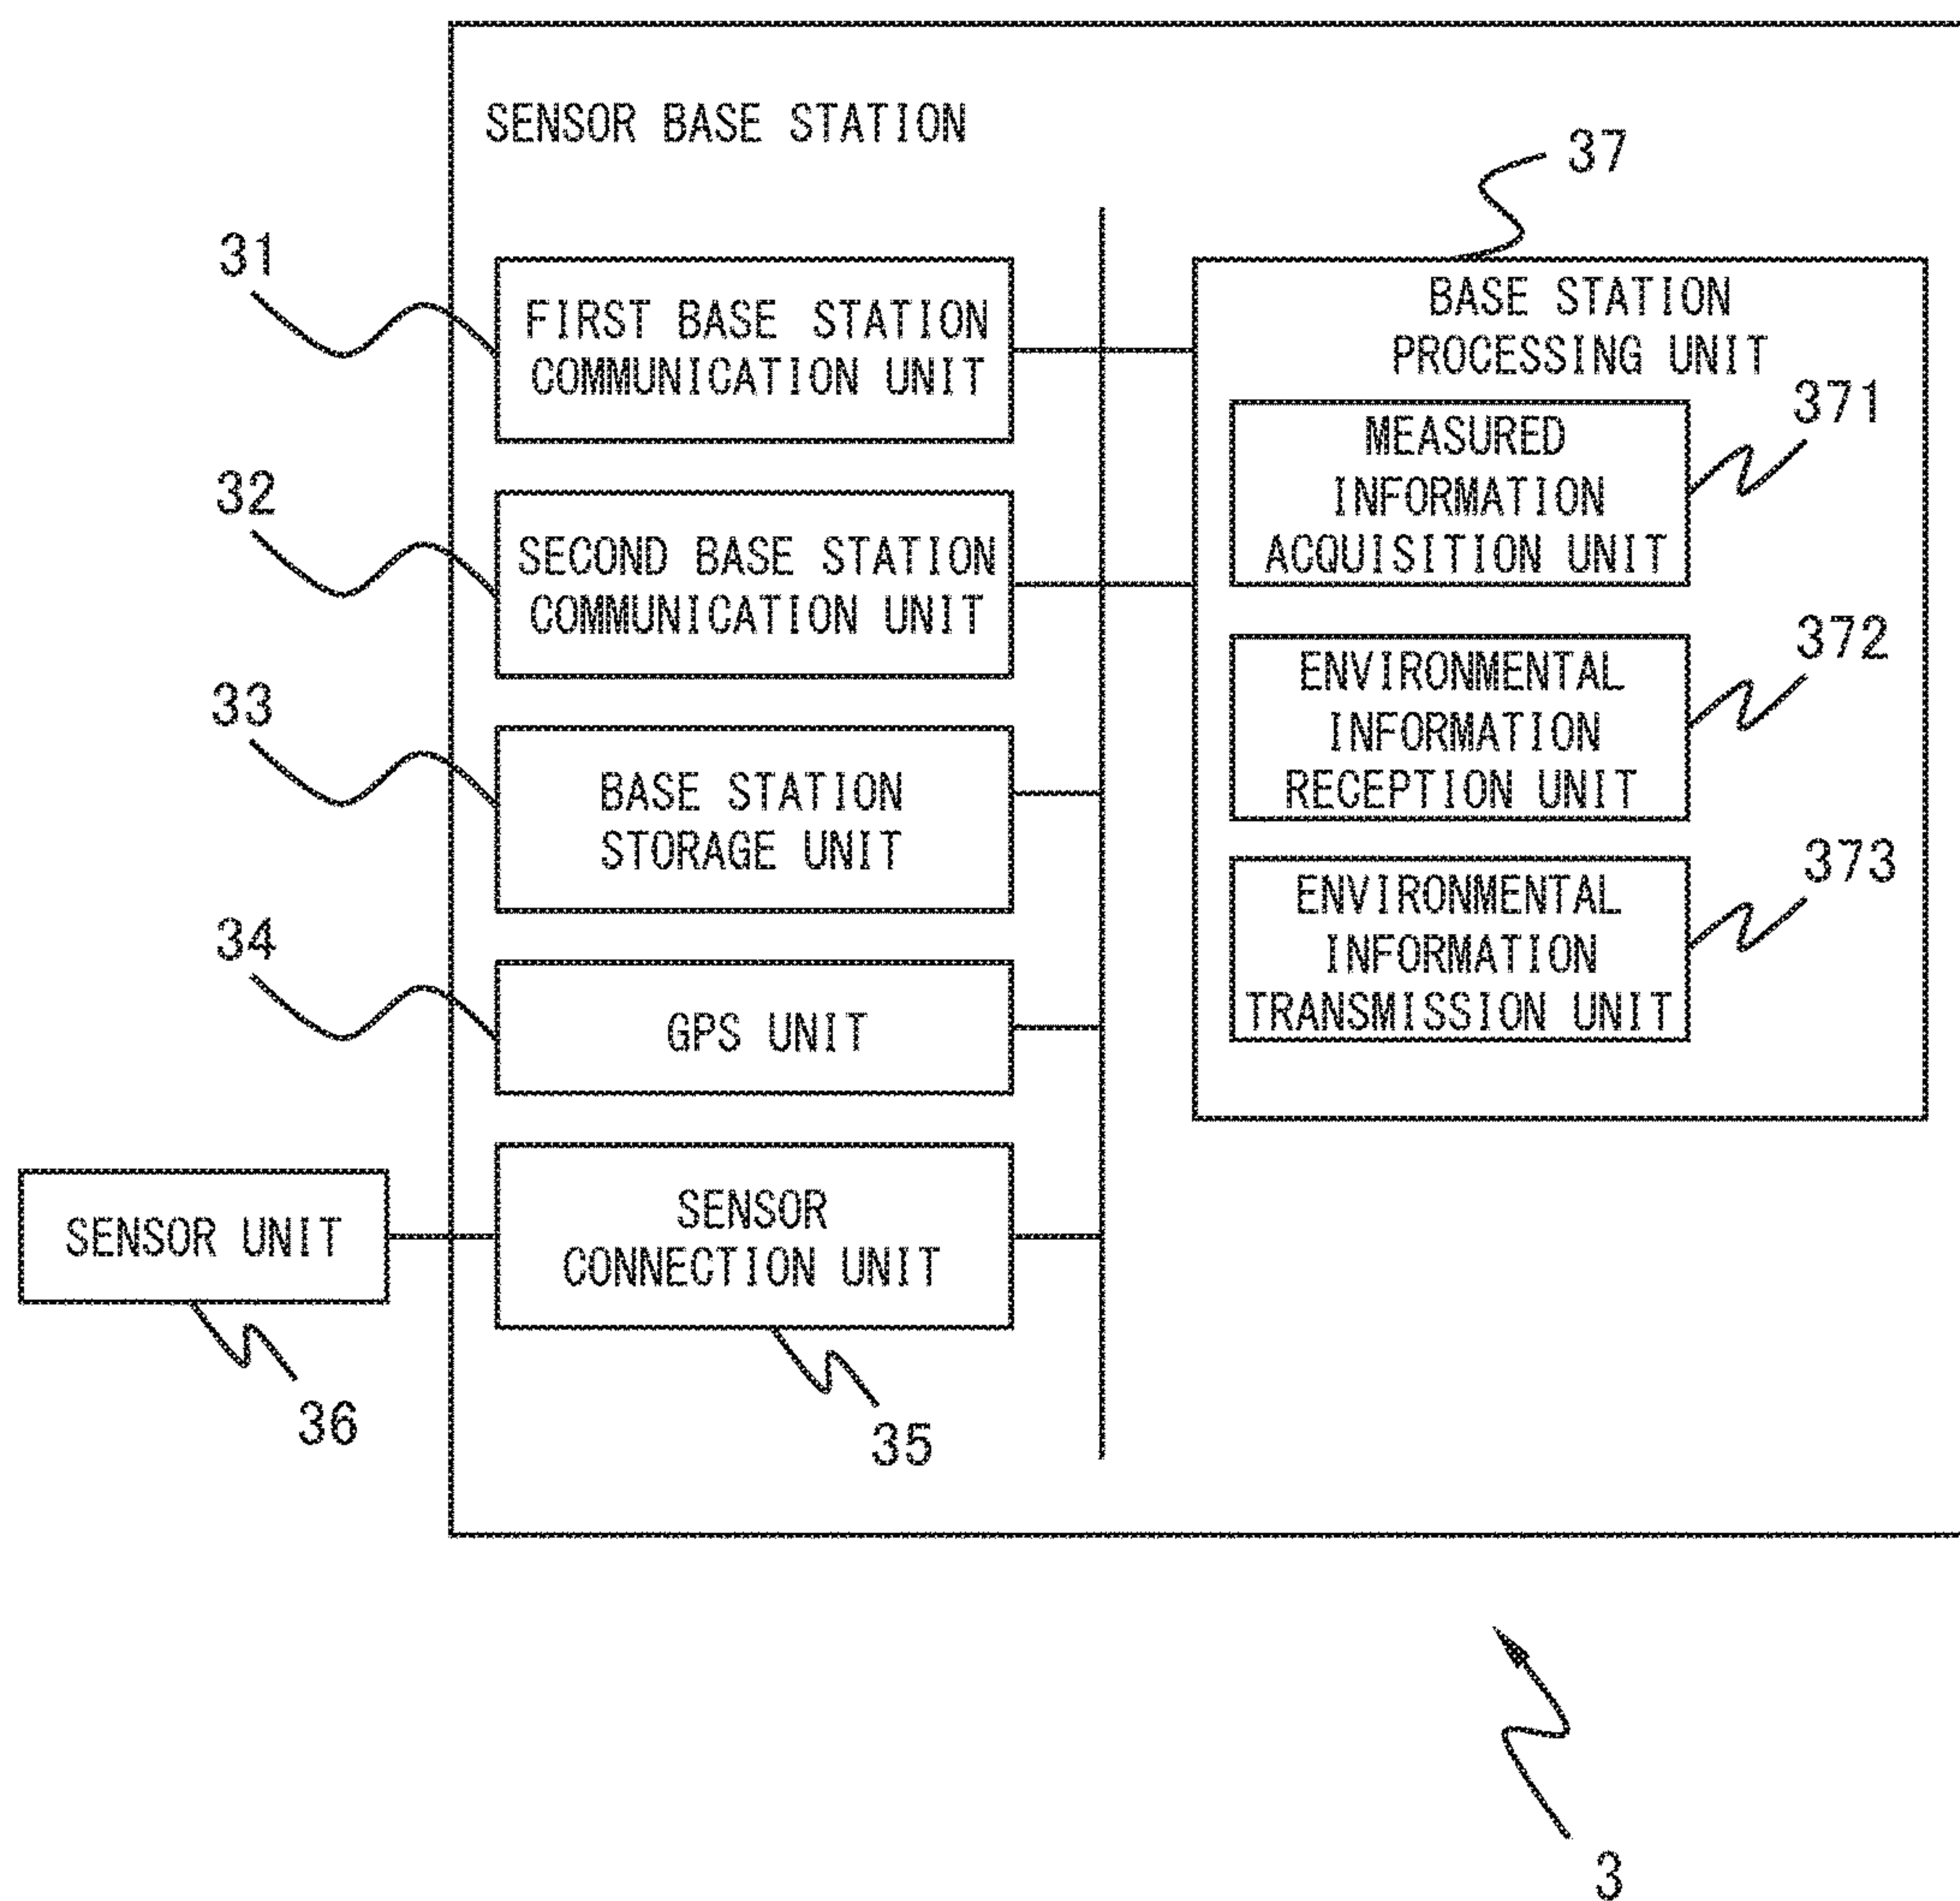 SENSOR BASE STATION
37
31
FIRST BASE STATION
COMMUNICATION UNIT
BASE STATION
PROCESSING UNIT
371
MEASURED
INFORMATION
ACQUISITION UNIT
32
SECOND BASE STATION
COMMUNICATION UNIT
372
ENVIRONMENTAL
INFORMATION
RECEPTION UNIT
33
BASE STATION
STORAGE UNIT
373
ENVIRONMENTAL
INFORMATION
TRANSMISSION UNIT
34
GPS UNIT
SENSOR UNIT
SENSOR
CONNECTION UNIT
36
35
3